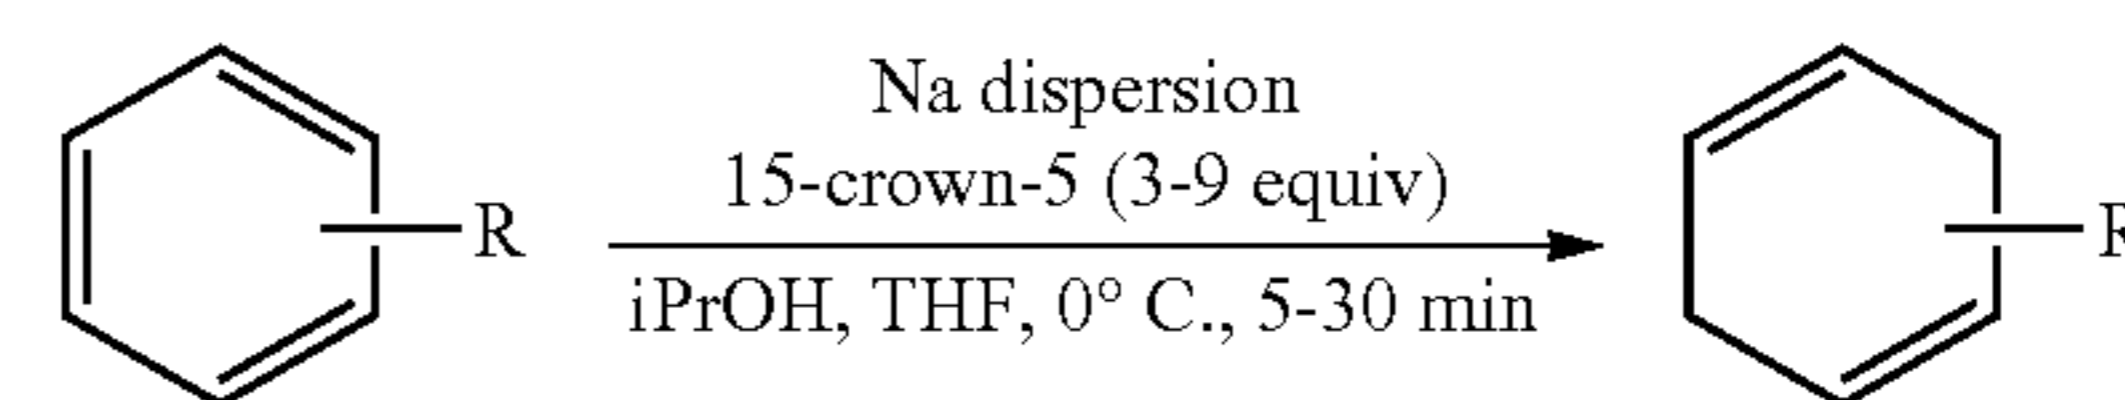 Na dispersion
15-crown-5 (3-9 equiv)
R
R
iPrOH, THF, 0° C., 5-30 min